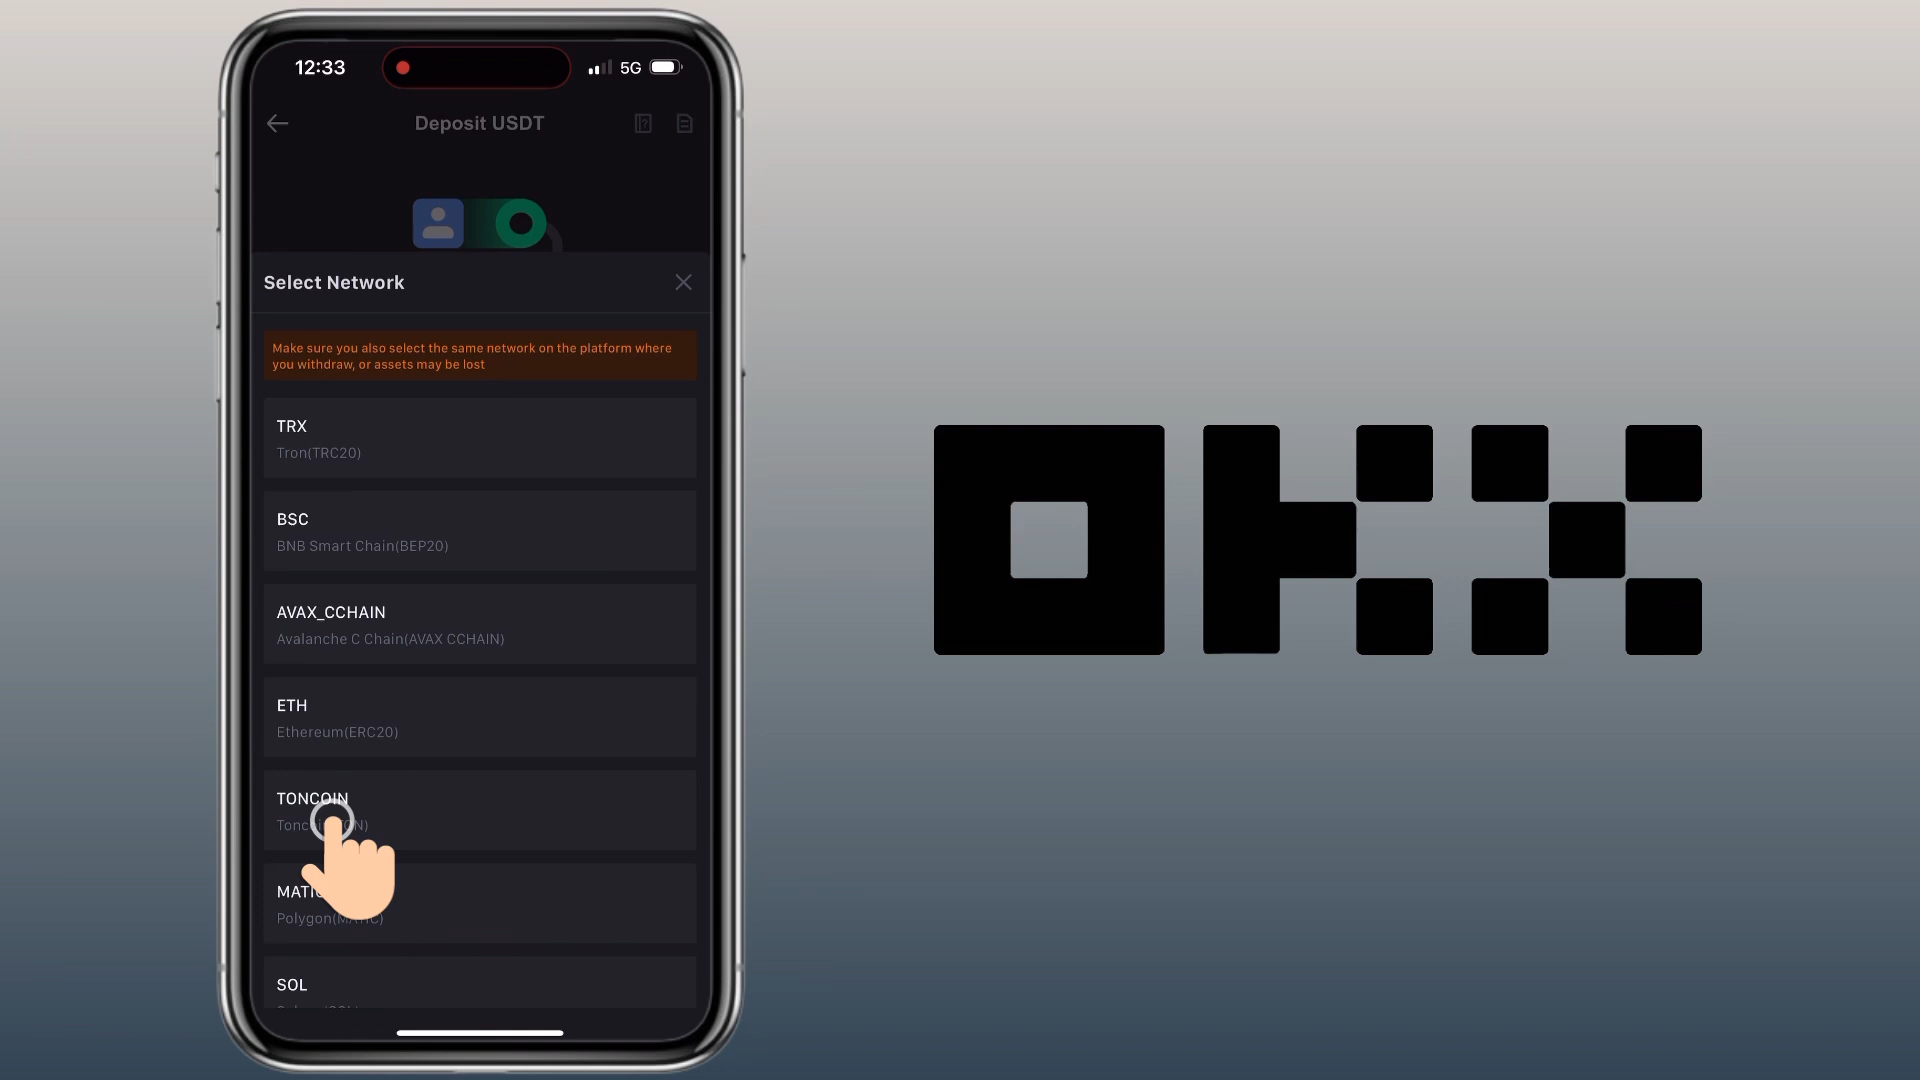 12:33
5G
Deposit USDT
Select Network
Make sure you also select the same network on the platform where
you withdraw, or assets may be lost
TRX
Tron(TRC20)
BSC
BNB Smart Chain(BEP20)
AVAX_CCHAIN
Avalanche C Chain(AVAX CCHAIN)
ETH
Ethereum(ERC20)
TONCOIN
Polygon(MATIC)
SOL
OKX